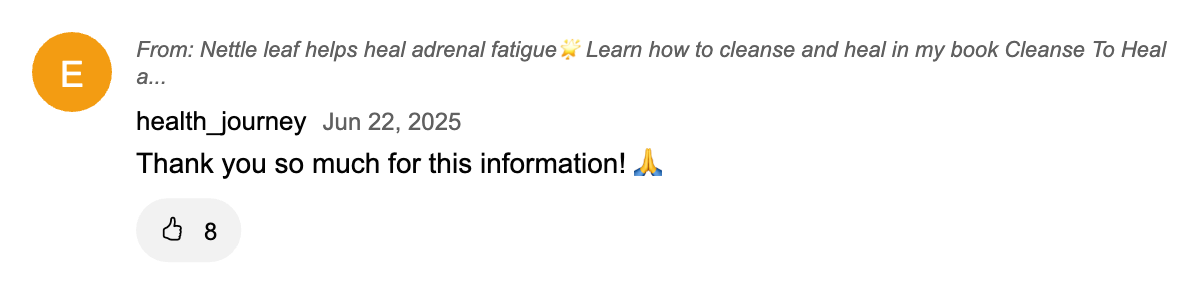 E
From: Nettle leaf helps heal adrenal fatigue🌟 Learn how to cleanse and heal in my book Cleanse To Heal
a...
health_journey Jun 22, 2025
Thank you so much for this information! 🙏
8